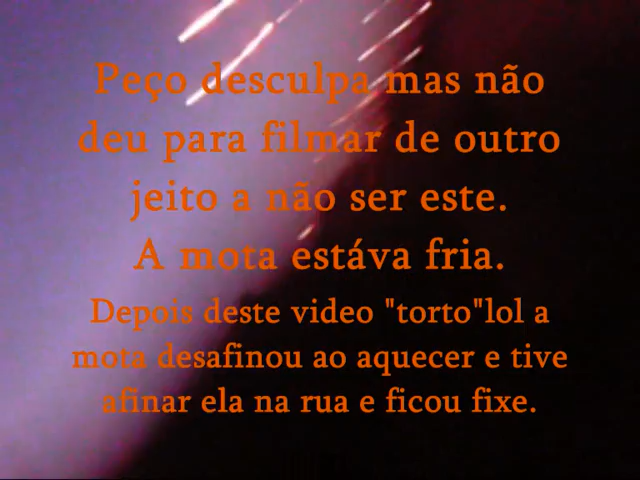 Peço desculpa mas não
deu para filmar de outro
jeito a não ser este.
A mota estáva fria.
Depois deste video "torto"lol a
mota desafinou ao aquecer e tive
afinar ela na rua e ficou fixe.